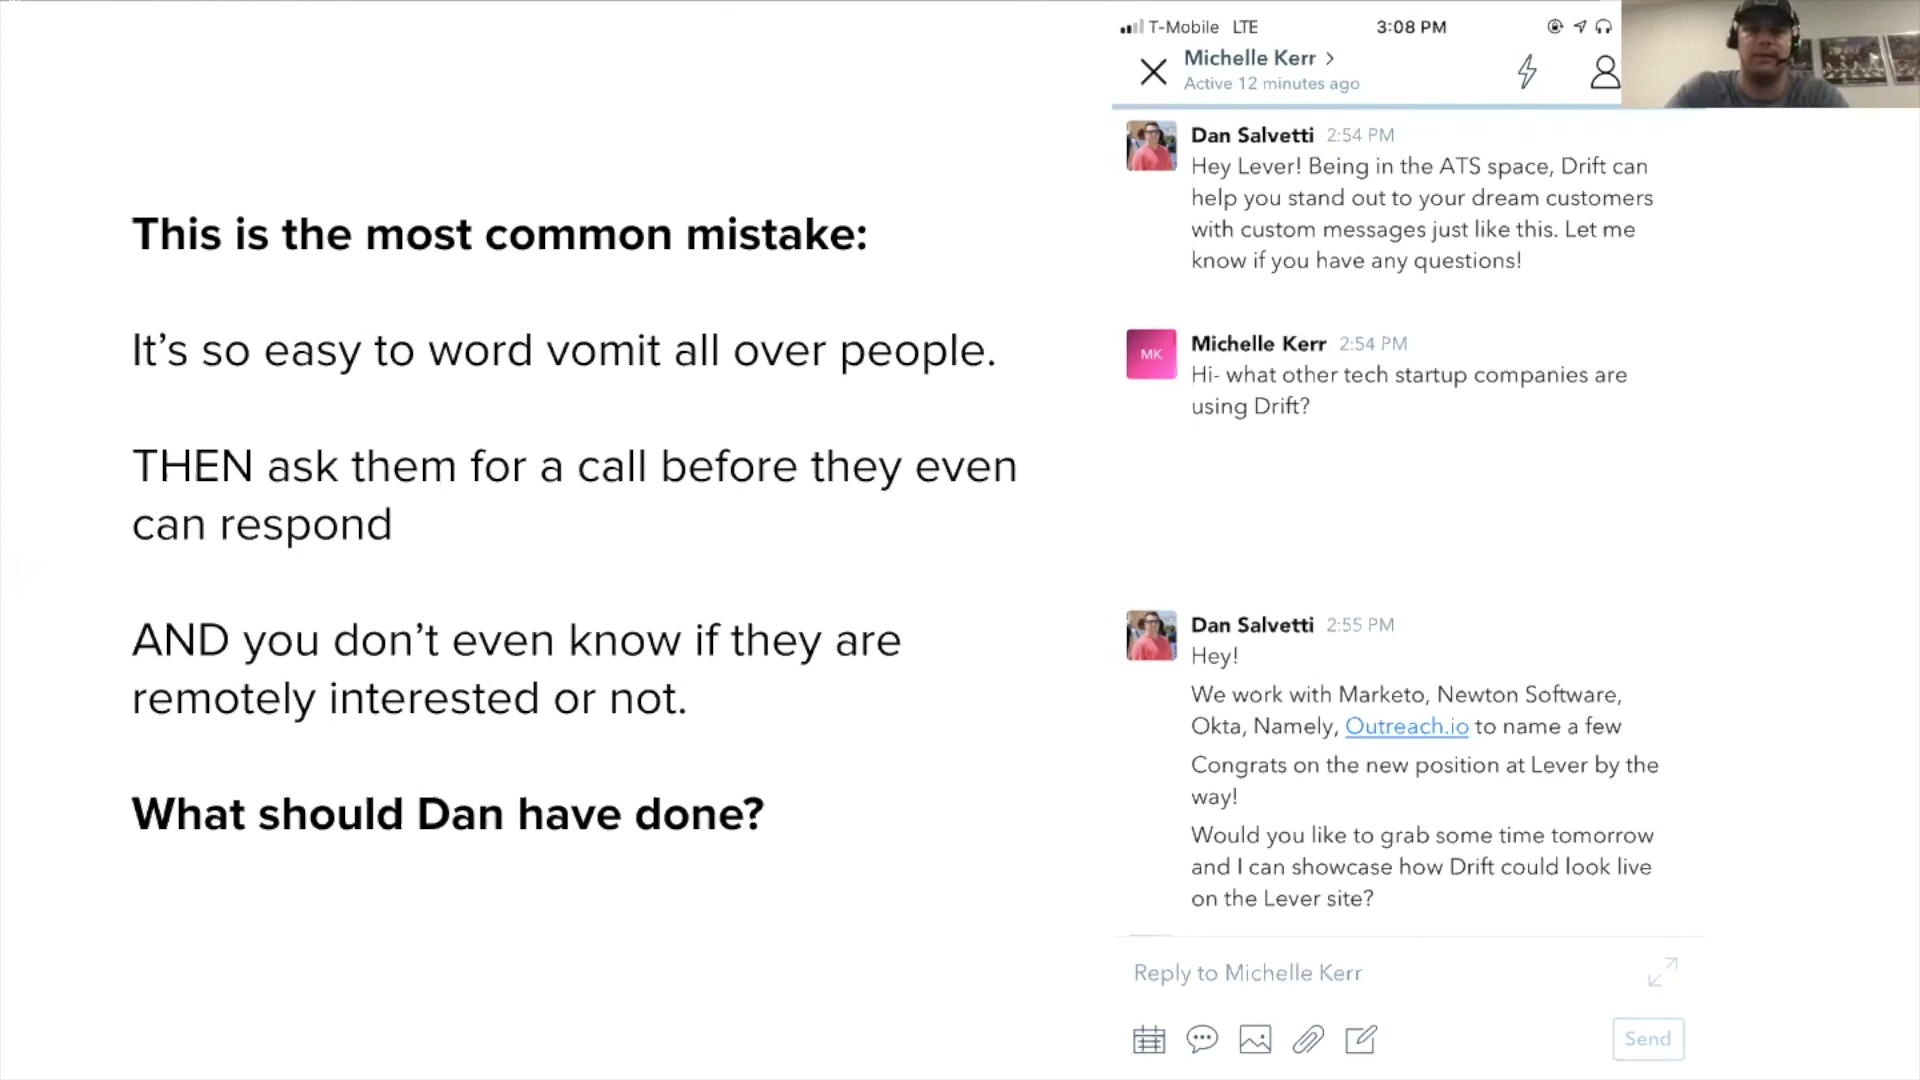 This is the most common mistake:
It's so easy to word vomit all over people.
THEN ask them for a call before they even
can respond
AND you don't even know if they are
remotely interested or not.
What should Dan have done?
T-Mobile LTE 3:08 PM
Michelle Kerr >
Active 12 minutes ago
Dan Salvetti 2:54 PM
Hey Lever! Being in the ATS space, Drift can
help you stand out to your dream customers
with custom messages just like this. Let me
know if you have any questions!
MK
Michelle Kerr 2:54 PM
Hi- what other tech startup companies are
using Drift?
Dan Salvetti 2:55 PM
Hey!
We work with Marketo, Newton Software,
Okta, Namely, Outreach.io to name a few
Congrats on the new position at Lever by the
way!
Would you like to grab some time tomorrow
and I can showcase how Drift could look live
on the Lever site?
Reply to Michelle Kerr
Send